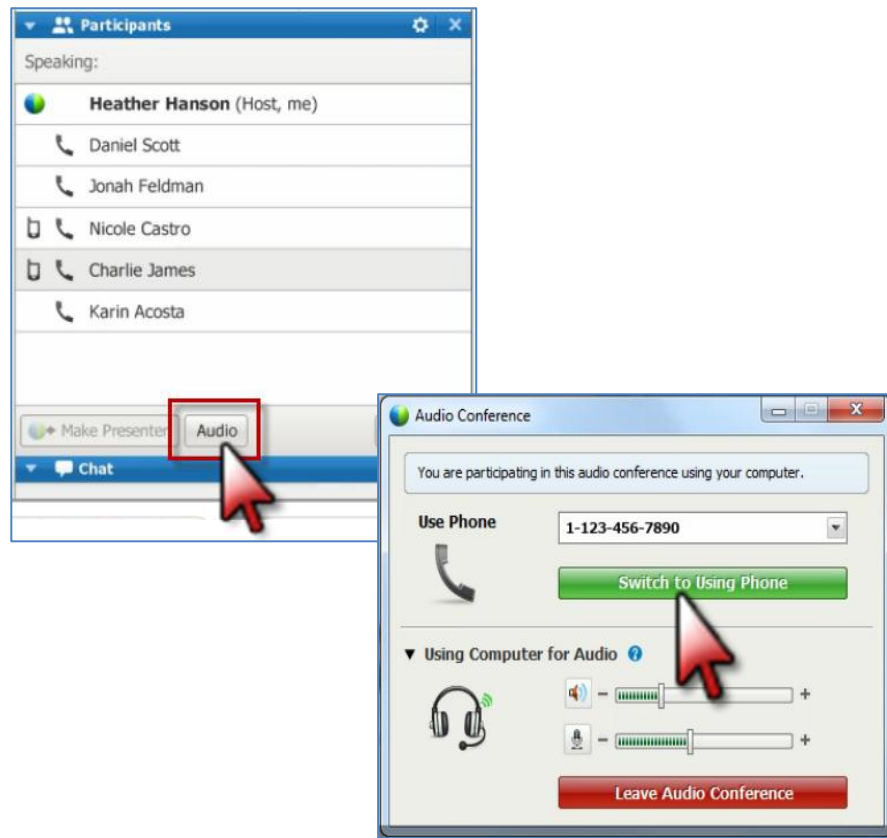 Participants
Speaking:
Heather Hanson (Host, me)
Daniel Scott
Jonah Feldman
Nicole Castro
Charlie James
Karin Acosta
Make Presenter
Audio
Chat
Audio Conference
You are participating in this audio conference using your computer.
Use Phone
1-123-456-7890
Switch to Using Phone
Using Computer for Audio
Leave Audio Conference